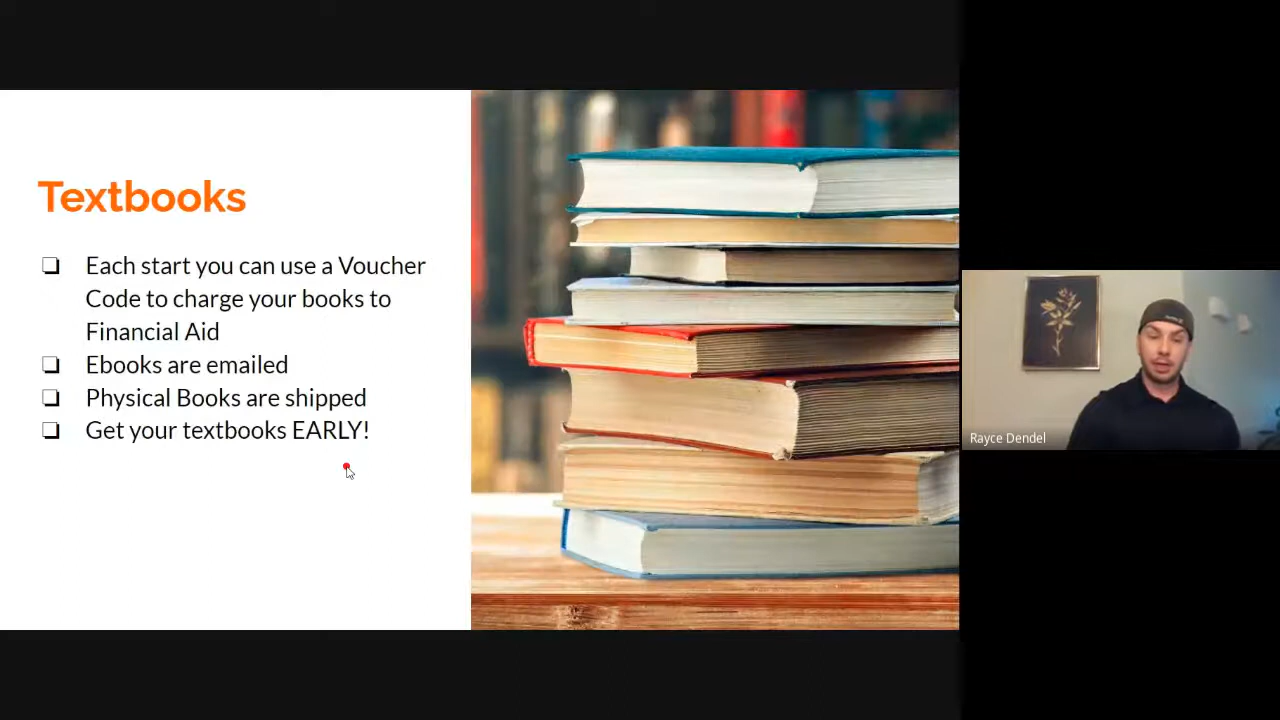 Textbooks
❏ Each start you can use a Voucher
Code to charge your books to
Financial Aid
❏ Ebooks are emailed
❏ Physical Books are shipped
❏ Get your textbooks EARLY!
Rayce Dendel